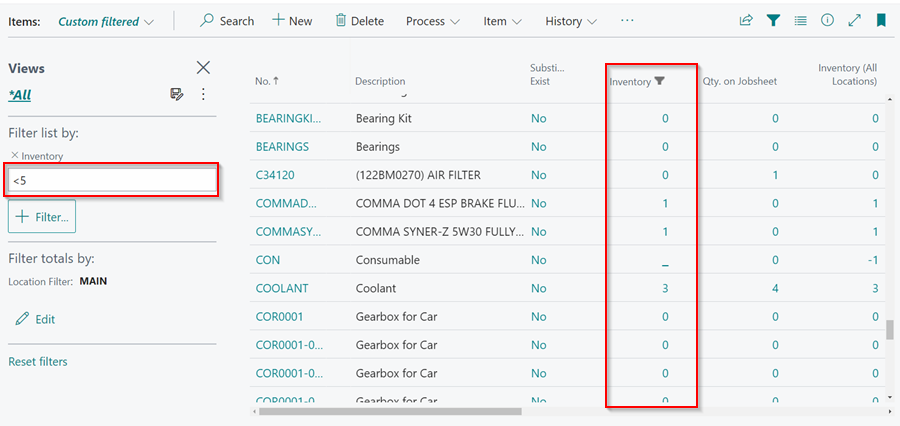 Items: Custom filtered Search New Delete Process Item History ...
Views
*All
Filter list by:
× Inventory
<5
+ Filter...
Filter totals by:
Location Filter: MAIN
Edit
Reset filters
No. ↑ Description Substi... Exist Inventory Qty. on Jobsheet Inventory (All Locations)
BEARINGKI... Bearing Kit No 0 0 0
BEARINGS Bearings No 0 0 0
C34120 (122BM0270) AIR FILTER No 0 1 0
COMMAD... COMMA DOT 4 ESP BRAKE FLU... No 1 0 1
COMMASY... COMMA SYNER-Z 5W30 FULLY... No 1 0 1
CON Consumable No _ 0 -1
COOLANT Coolant No 3 4 3
COR0001 Gearbox for Car No 0 0 0
COR0001-0... Gearbox for Car No 0 0 0
COR0001-0... Gearbox for Car No 0 0 0
COR0001-0... Gearbox for Car No 0 0 0